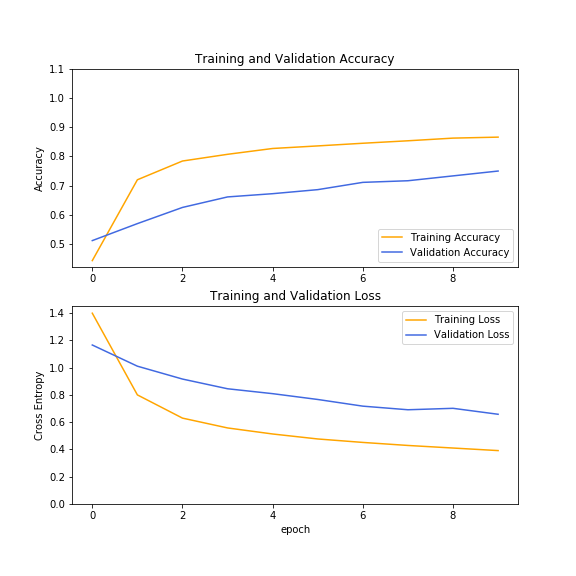 Training and Validation Accuracy
1.1
1.0
0.9
0.8
0.7
0.6
0.5
Accuracy
Training Accuracy
Validation Accuracy
0 2 4 6 8
Training and Validation Loss
1.4
1.2
1.0
0.8
0.6
0.4
0.2
0.0
Cross Entropy
Training Loss
Validation Loss
0 2 4 6 8
epoch